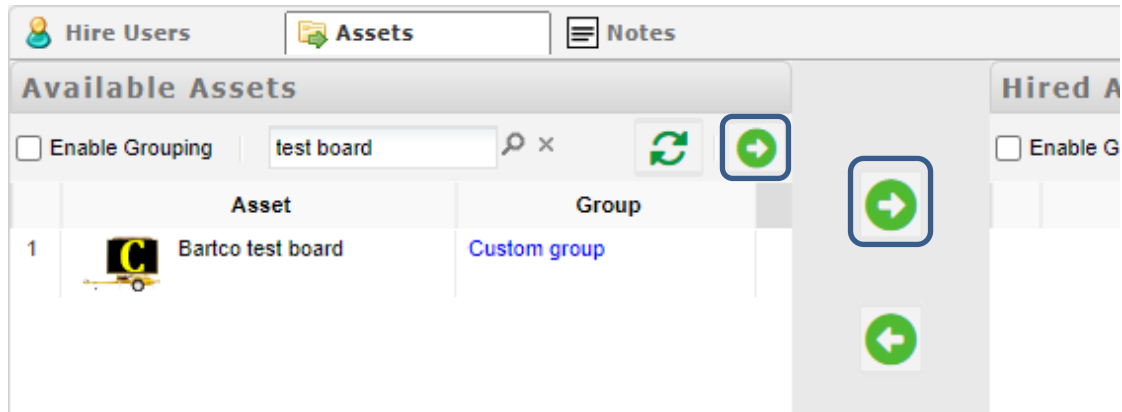 Hire Users Assets Notes
Available Assets Hired A
Enable Grouping test board Enable G
Asset Group
1 C Bartco test board Custom group